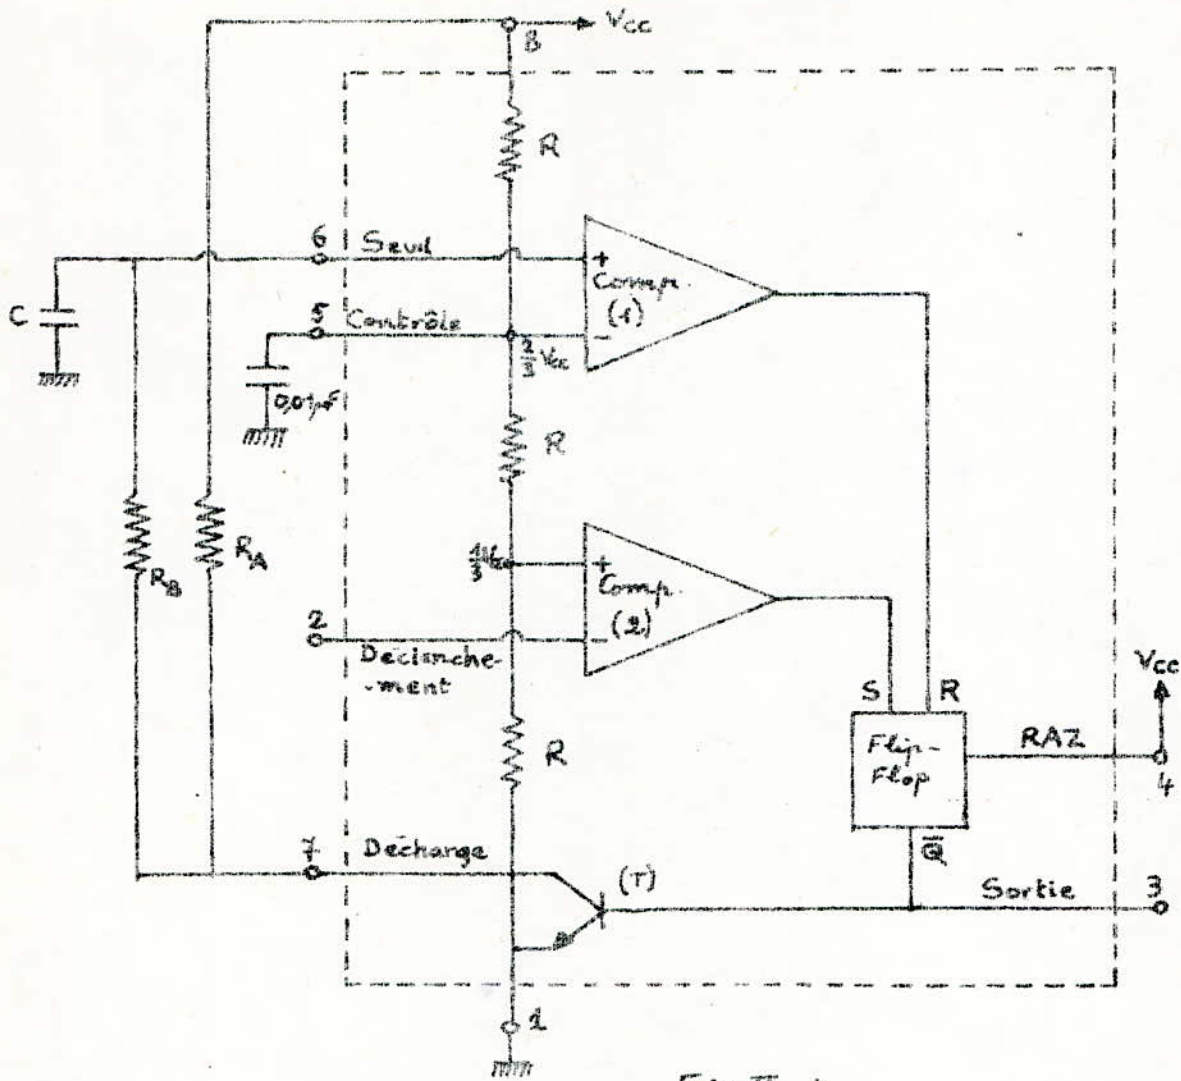 Vcc
8
R
6 Seuil
+
Comp.
(1)
-
C
5 Contrôle
2/3 Vcc
0,01µF
R
RB
RA
1/3 Vcc
+
Comp.
(2)
-
2
Déclenche-
-ment
S R
Vcc
Flip-
Flop
RAZ
4
R
7 Décharge
Q̅
(T)
Sortie
3
1